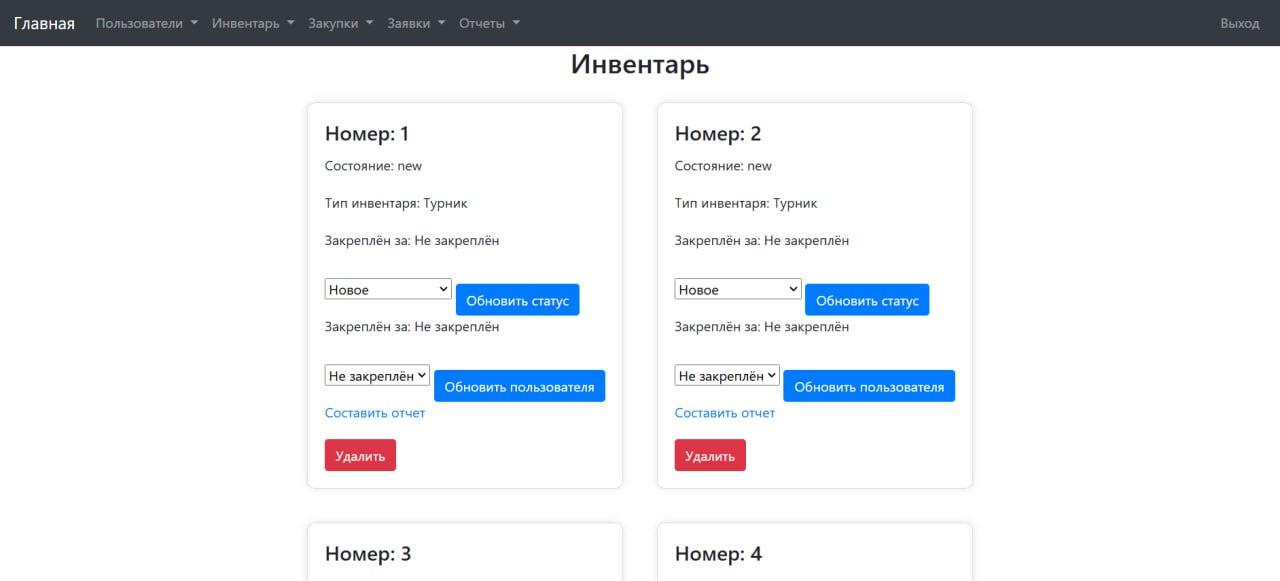 Главная Пользователи Инвентарь Закупки Заявки Отчеты Выход
Инвентарь
Номер: 1
Состояние: new
Тип инвентаря: Турник
Закреплён за: Не закреплён
Новое Обновить статус
Закреплён за: Не закреплён
Не закреплён Обновить пользователя
Составить отчет
Удалить
Номер: 2
Состояние: new
Тип инвентаря: Турник
Закреплён за: Не закреплён
Новое Обновить статус
Закреплён за: Не закреплён
Не закреплён Обновить пользователя
Составить отчет
Удалить
Номер: 3
Номер: 4